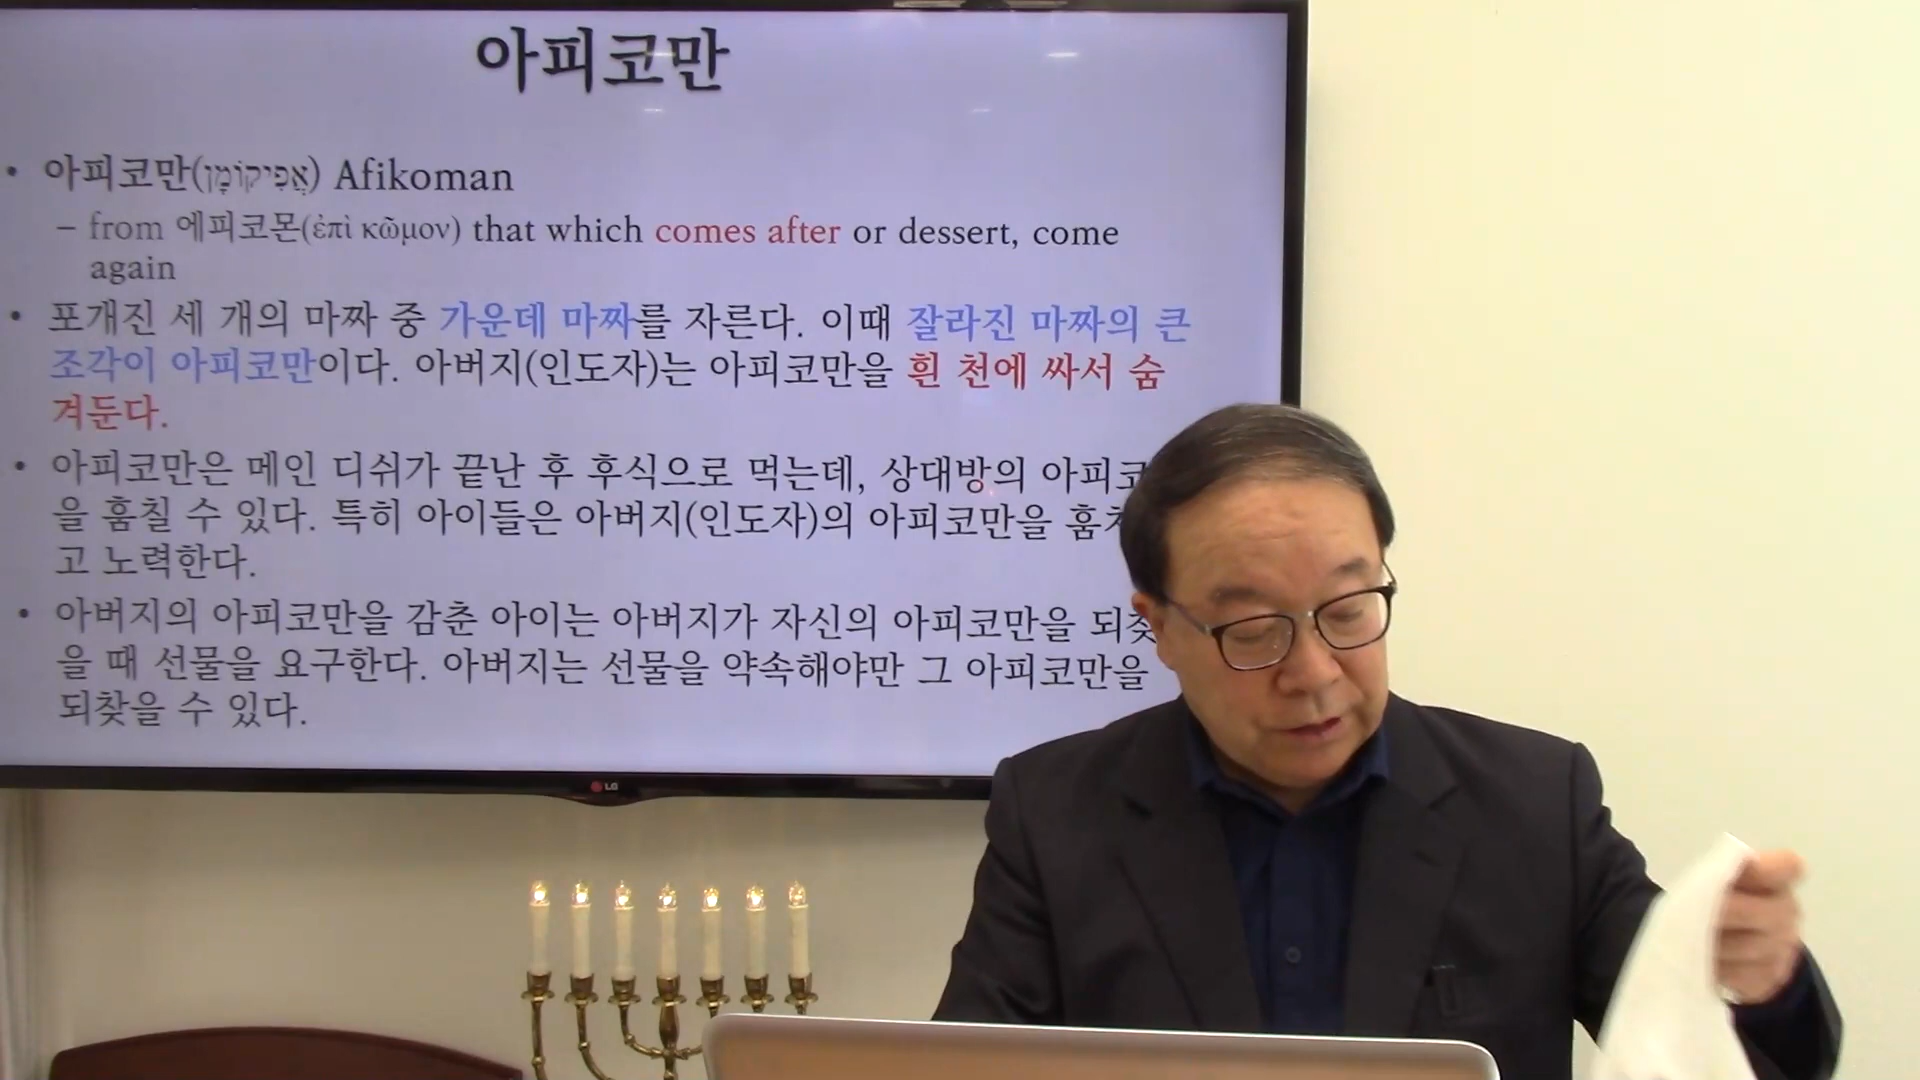 아피코만
• 아피코만(אֲפִיקוֹמָן) Afikoman
– from 에피코몬(ἐπὶ κῶμον) that which comes after or dessert, come
again
• 포개진 세 개의 마짜 중 가운데 마짜를 자른다. 이때 잘라진 마짜의 큰
조각이 아피코만이다. 아버지(인도자)는 아피코만을 흰 천에 싸서 숨
겨둔다.
• 아피코만은 메인 디쉬가 끝난 후 후식으로 먹는데, 상대방의
을 훔칠 수 있다. 특히 아이들은 아버지(인도자)의 아피코만을
고 노력한다.
• 아버지의 아피코만을 감춘 아이는 아버지가 자신의 아피코만을
을 때 선물을 요구한다. 아버지는 선물을 약속해야만 그 아피코만을
되찾을 수 있다.
LG